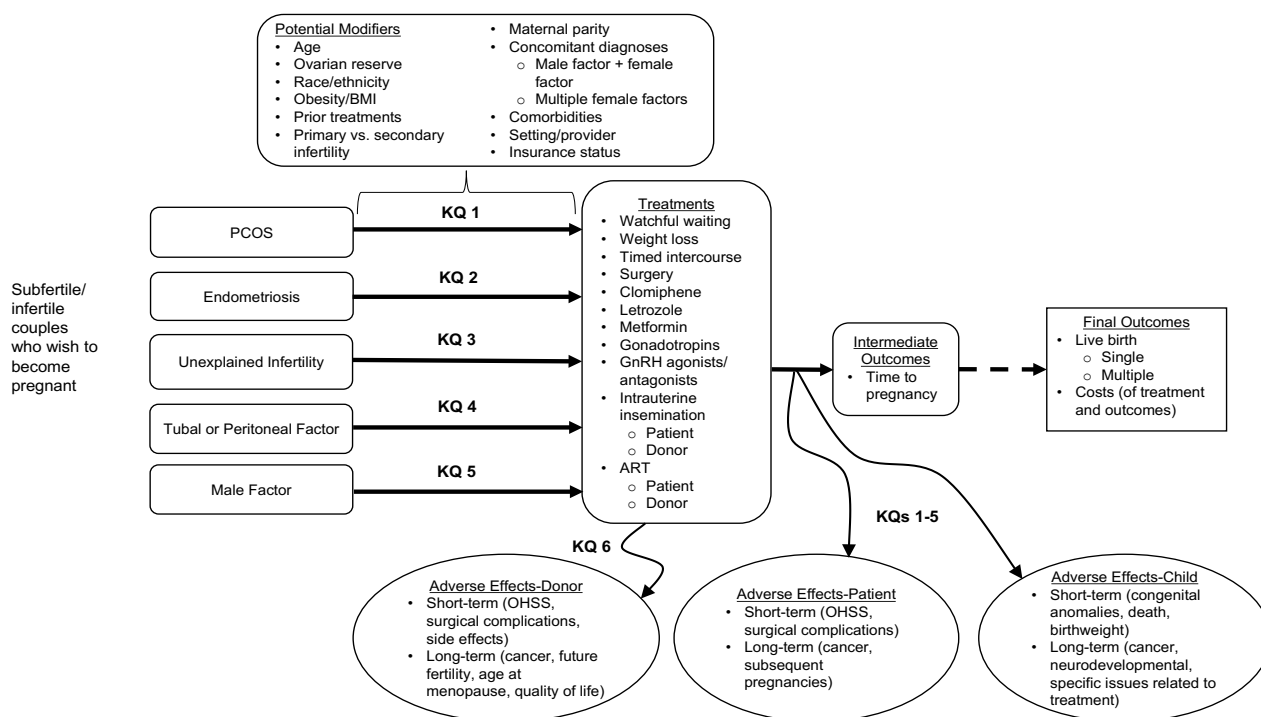 Potential Modifiers
• Age
• Ovarian reserve
• Race/ethnicity
• Obesity/BMI
• Prior treatments
• Primary vs. secondary
infertility
• Maternal parity
• Concomitant diagnoses
o Male factor + female
factor
o Multiple female factors
• Comorbidities
• Setting/provider
• Insurance status
Subfertile/
infertile
couples
who wish to
become
pregnant
PCOS
Endometriosis
Unexplained Infertility
Tubal or Peritoneal Factor
Male Factor
KQ 1
KQ 2
KQ 3
KQ 4
KQ 5
Treatments
• Watchful waiting
• Weight loss
• Timed intercourse
• Surgery
• Clomiphene
• Letrozole
• Metformin
• Gonadotropins
• GnRH agonists/
antagonists
• Intrauterine
insemination
o Patient
o Donor
• ART
o Patient
o Donor
Intermediate
Outcomes
• Time to
pregnancy
Final Outcomes
• Live birth
o Single
o Multiple
• Costs (of treatment
and outcomes)
KQ 6
KQs 1-5
Adverse Effects-Donor
• Short-term (OHSS,
surgical complications,
side effects)
• Long-term (cancer, future
fertility, age at
menopause, quality of life)
Adverse Effects-Patient
• Short-term (OHSS,
surgical complications)
• Long-term (cancer,
subsequent
pregnancies)
Adverse Effects-Child
• Short-term (congenital
anomalies, death,
birthweight)
• Long-term (cancer,
neurodevelopmental,
specific issues related to
treatment)